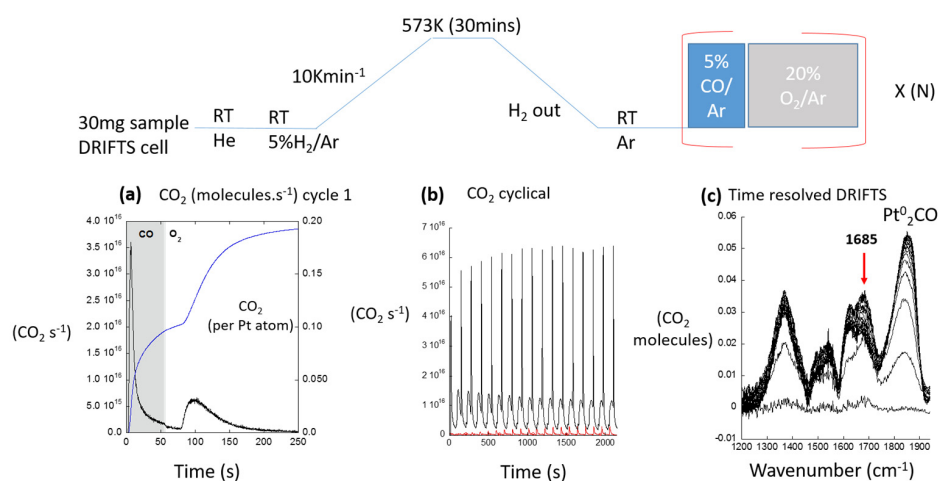 573K (30mins)
10Kmin⁻¹
5%
CO/
Ar
20%
O₂/Ar
X (N)
30mg sample
DRIFTS cell
RT
He
RT
5%H₂/Ar
H₂ out
RT
Ar
(a) CO₂ (molecules.s⁻¹) cycle 1
4.0 10¹⁶
3.5 10¹⁶
3.0 10¹⁶
2.5 10¹⁶
2.0 10¹⁶
1.5 10¹⁶
1.0 10¹⁶
5.0 10¹⁵
0.0
CO
O₂
0.20
0.15
0.10
0.050
0.0
(CO₂ s⁻¹)
CO₂
(per Pt atom)
0.0 50 100 150 200 250
Time (s)
(b) CO₂ cyclical
7 10¹⁶
6 10¹⁶
5 10¹⁶
4 10¹⁶
3 10¹⁶
2 10¹⁶
1 10¹⁶
0
(CO₂ s⁻¹)
0 500 1000 1500 2000
Time (s)
(c) Time resolved DRIFTS
Pt⁰₂CO
1685
0.06
0.05
0.04
0.03
0.02
0.01
0
-0.01
(CO₂
molecules)
1200 1300 1400 1500 1600 1700 1800 1900
Wavenumber (cm⁻¹)